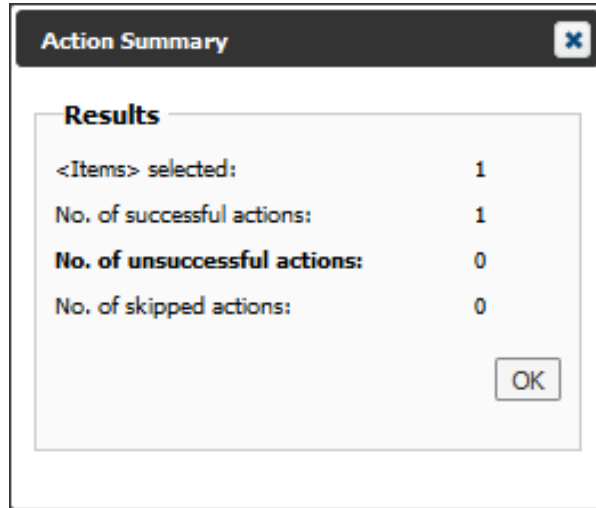 Action Summary
Results
<Items> selected: 1
No. of successful actions: 1
No. of unsuccessful actions: 0
No. of skipped actions: 0
OK